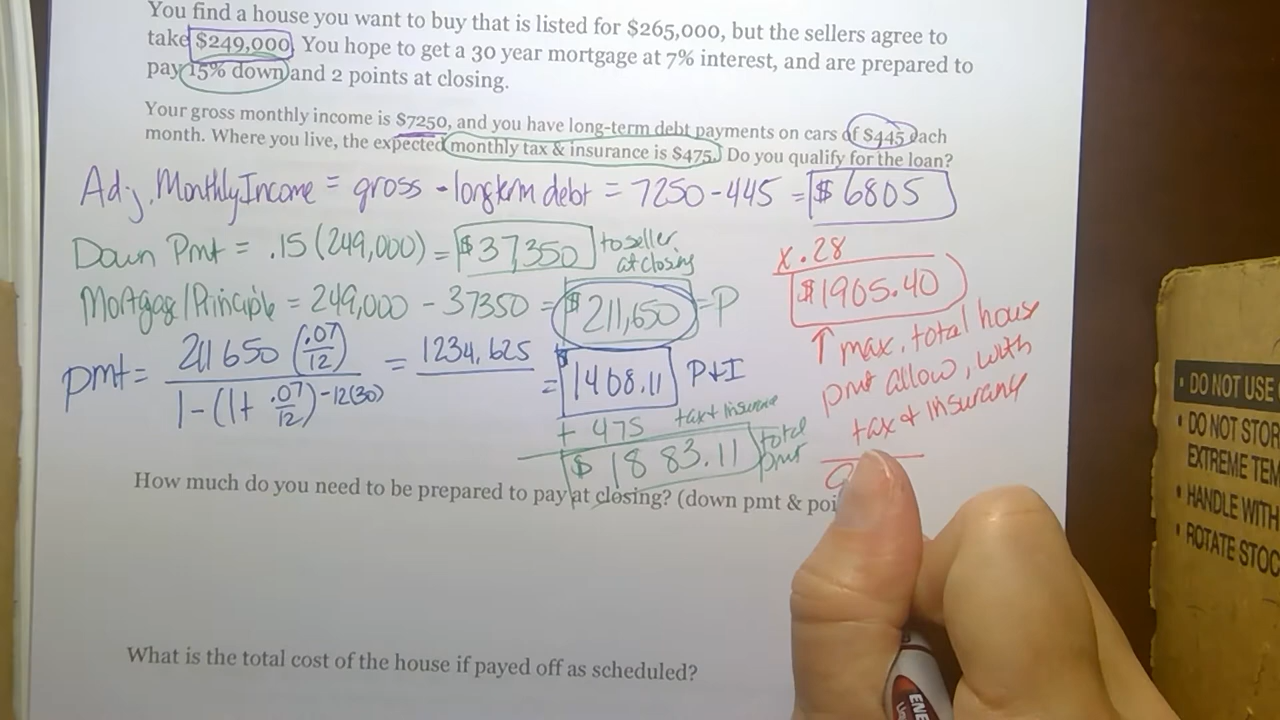 You find a house you want to buy that is listed for $265,000, but the sellers agree to
take $249,000. You hope to get a 30 year mortgage at 7% interest, and are prepared to
pay 15% down and 2 points at closing.
Your gross monthly income is $7250, and you have long-term debt payments on cars of $445 each
month. Where you live, the expected monthly tax & insurance is $475. Do you qualify for the loan?
Adj. Monthly Income = gross - longterm debt = 7250 - 445 = $6805
Down Pmt = .15 (249,000) = $37,350 to seller at closing
x .28
$1905.40
↑ max. total house
pmt allow, with
tax + insurance
Mortgage/Principle = 249,000 - 37350 = $211,650 = P
pmt = 211650 (.07/12) / 1-(1+ .07/12)^-12(30) = 1234.625 = $1408.11 P+I
+ 475 tax + insurance
$1883.11 total pmt
How much do you need to be prepared to pay at closing? (down pmt &
What is the total cost of the house if payed off as scheduled?
DO NOT USE
DO NOT
EXTREME
HANDLE WITH
ROTATE